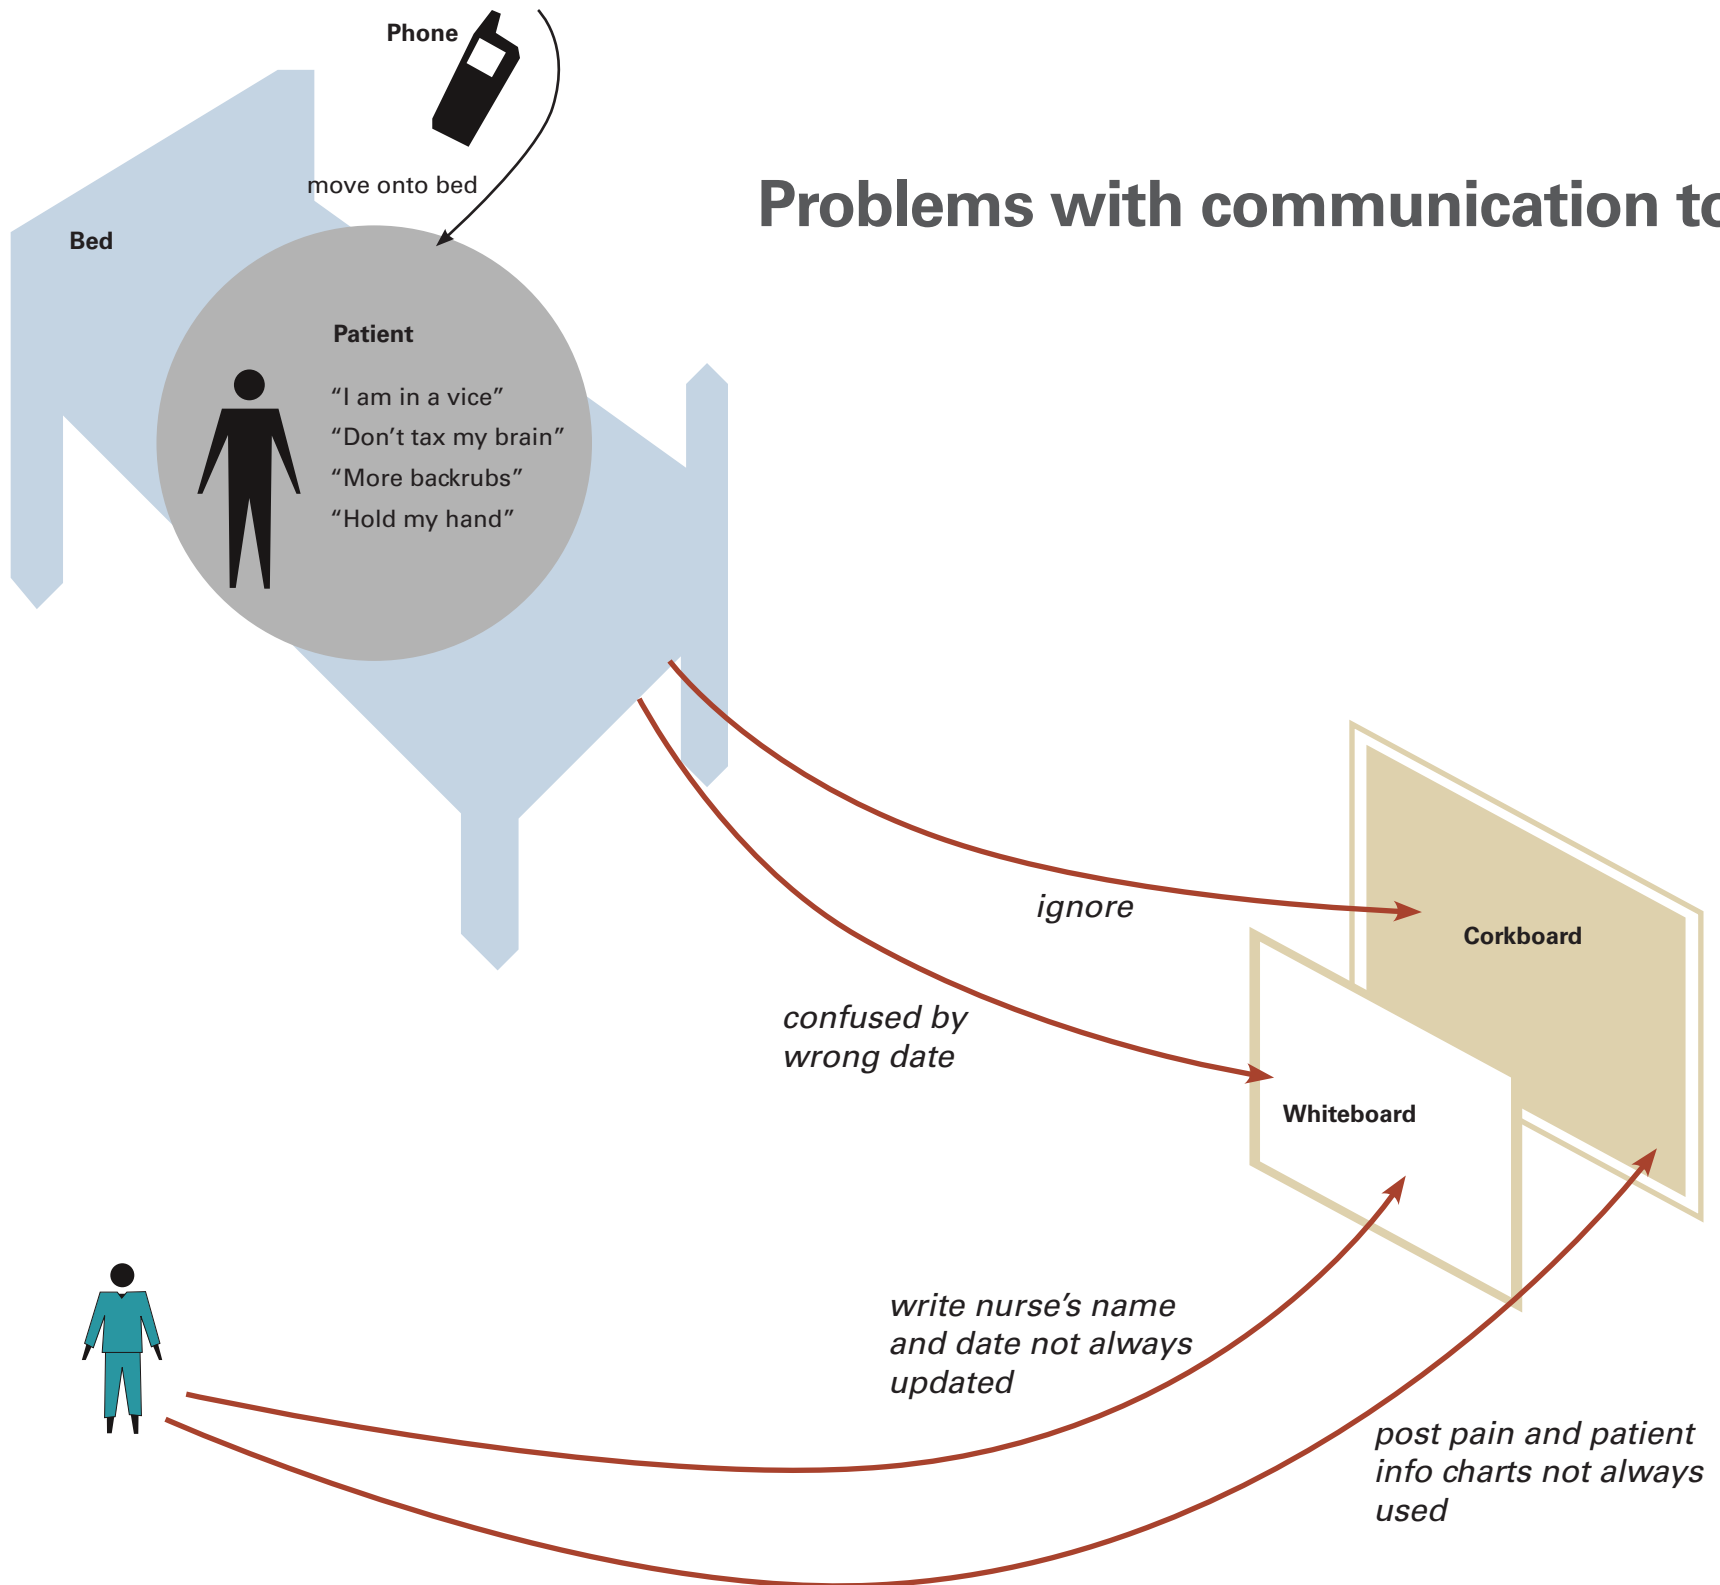 Phone
move onto bed
Problems with communication to
Bed
Patient
“I am in a vice”
“Don’t tax my brain”
“More backrubs”
“Hold my hand”
ignore
Corkboard
confused by
wrong date
Whiteboard
write nurse’s name
and date not always
updated
post pain and patient
info charts not always
used